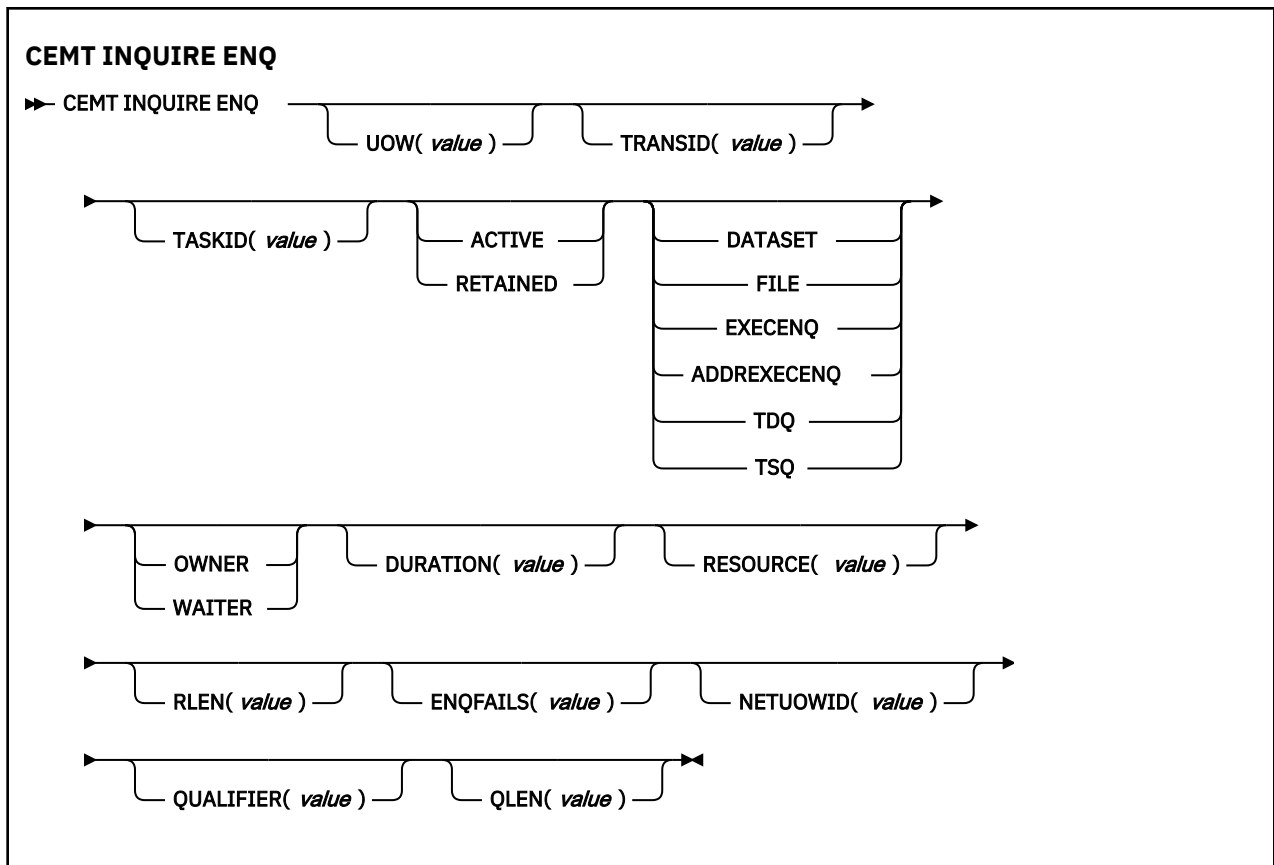 CEMT INQUIRE ENQ
CEMT INQUIRE ENQ
UOW( value )
TRANSID( value )
TASKID( value )
ACTIVE
RETAINED
DATASET
FILE
EXECENQ
ADDREXECENQ
TDQ
TSQ
OWNER
WAITER
DURATION( value )
RESOURCE( value )
RLEN( value )
ENQFAILS( value )
NETUOWID( value )
QUALIFIER( value )
QLEN( value )